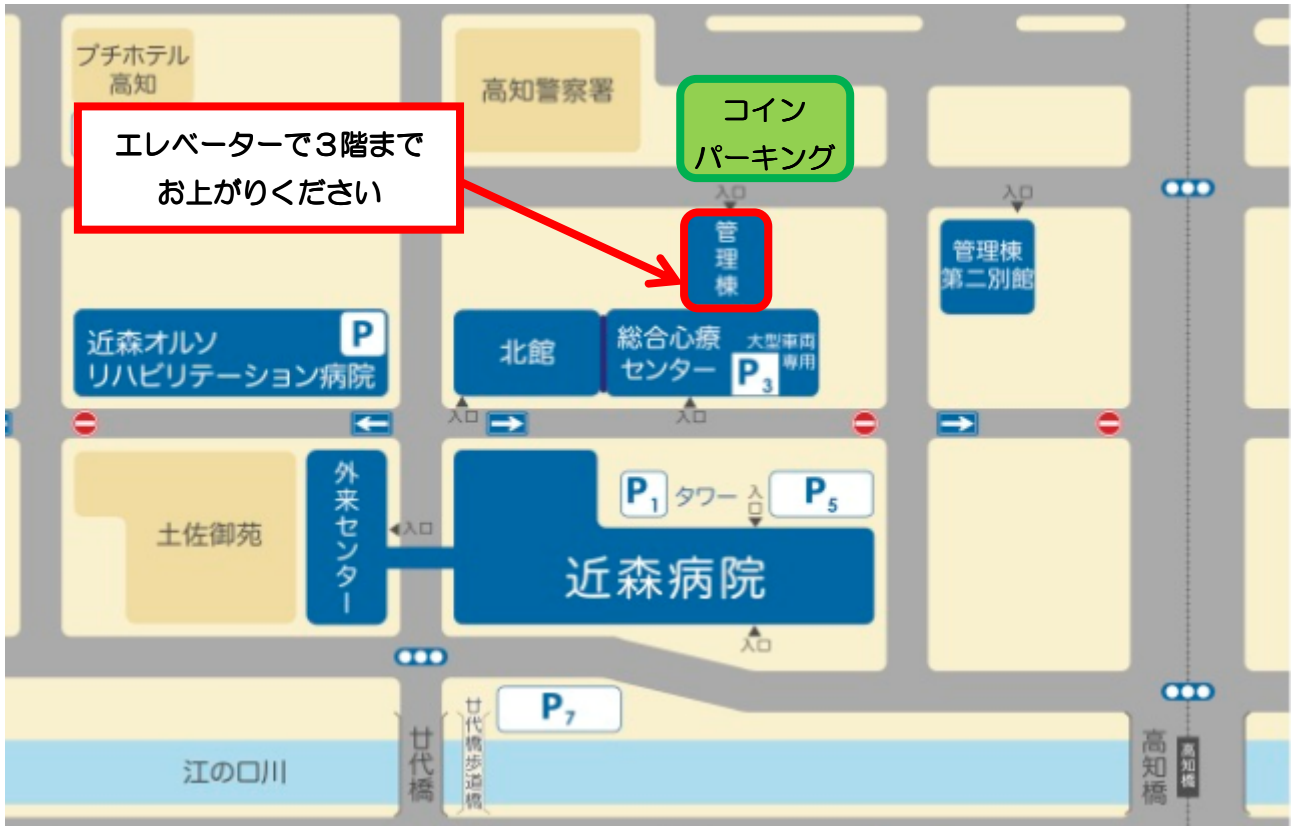 プチホテル
高知
高知警察署
コイン
パーキング
エレベーターで３階まで
お上がりください
入口
入口
管理棟
管理棟
第二別館
近森オルソ
リハビリテーション病院
P
北館
総合心療
センター
大型車両
専用
P3
入口
入口
外来センター
土佐御苑
入口
P1
タワー
入口
P5
近森病院
入口
P7
廿代橋
廿代橋歩道橋
江の口川
高知橋
高知橋